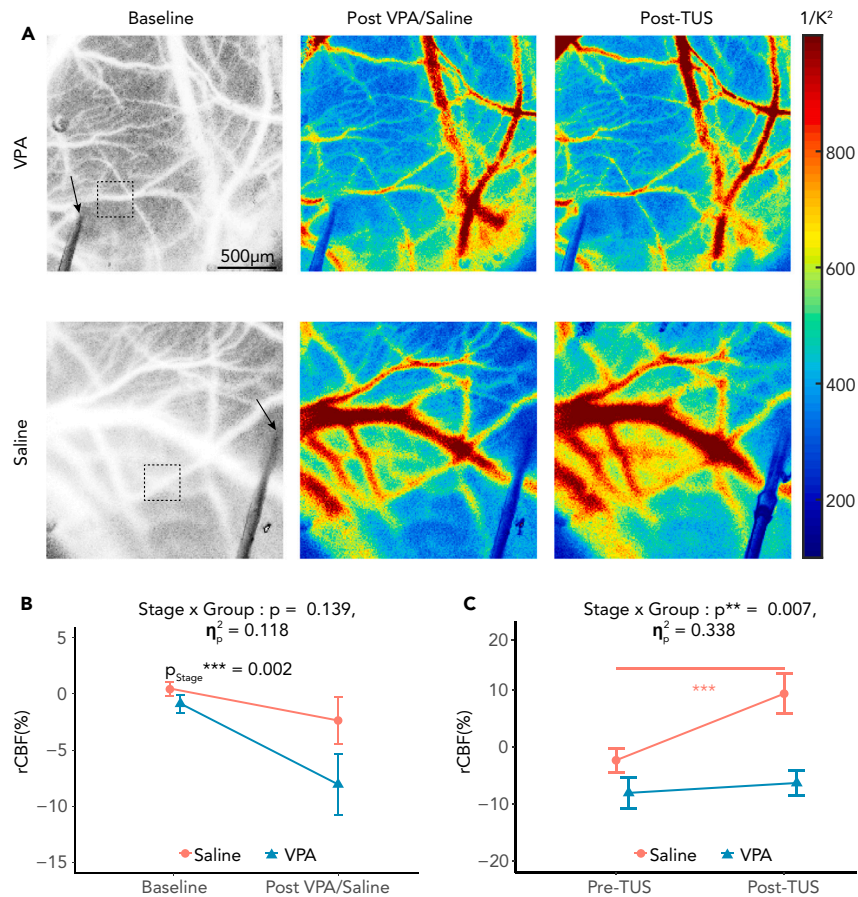 Baseline
Post VPA/Saline
Post-TUS
1/K²
A
VPA
500µm
800
600
400
200
Saline
B
Stage x Group : p = 0.139,
ηp² = 0.118
pStage*** = 0.002
rCBF(%)
5
0
−5
−10
−15
Saline
VPA
Baseline
Post VPA/Saline
C
Stage x Group : p** = 0.007,
ηp² = 0.338
***
rCBF(%)
20
10
0
−10
−20
Saline
VPA
Pre-TUS
Post-TUS